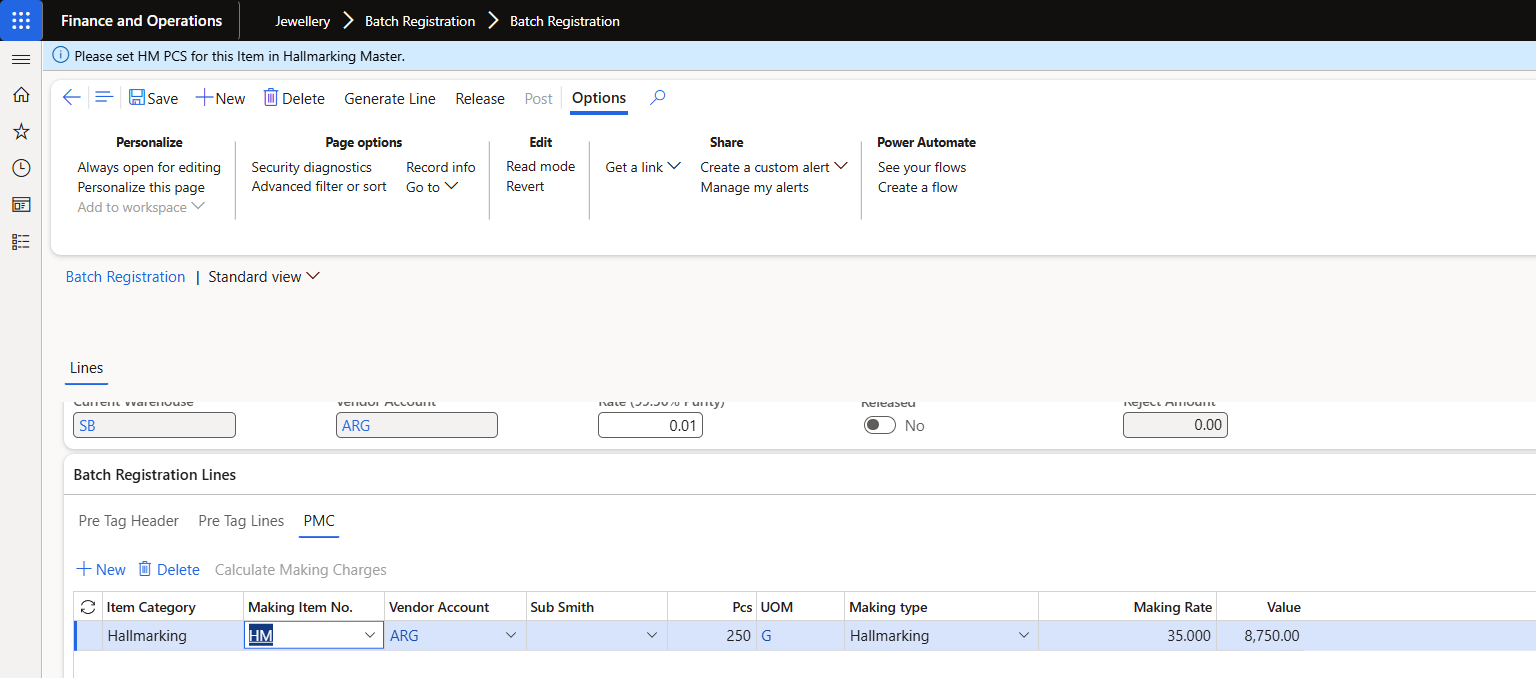 Finance and Operations Jewellery Batch Registration Batch Registration
Please set HM PCS for this Item in Hallmarking Master.
Save New Delete Generate Line Release Post Options
Personalize Page options Edit Share Power Automate
Always open for editing Security diagnostics Record info Read mode Get a link Create a custom alert See your flows
Personalize this page Advanced filter or sort Go to Revert Manage my alerts Create a flow
Add to workspace
Batch Registration | Standard view
Lines
Current Warehouse Vendor Account Rate (99.50% Purity) Released Reject Amount
SB ARG 0.01 No 0.00
Batch Registration Lines
Pre Tag Header Pre Tag Lines PMC
New Delete Calculate Making Charges
Item Category Making Item No. Vendor Account Sub Smith Pcs UOM Making type Making Rate Value
Hallmarking HM ARG 250 G Hallmarking 35.000 8,750.00